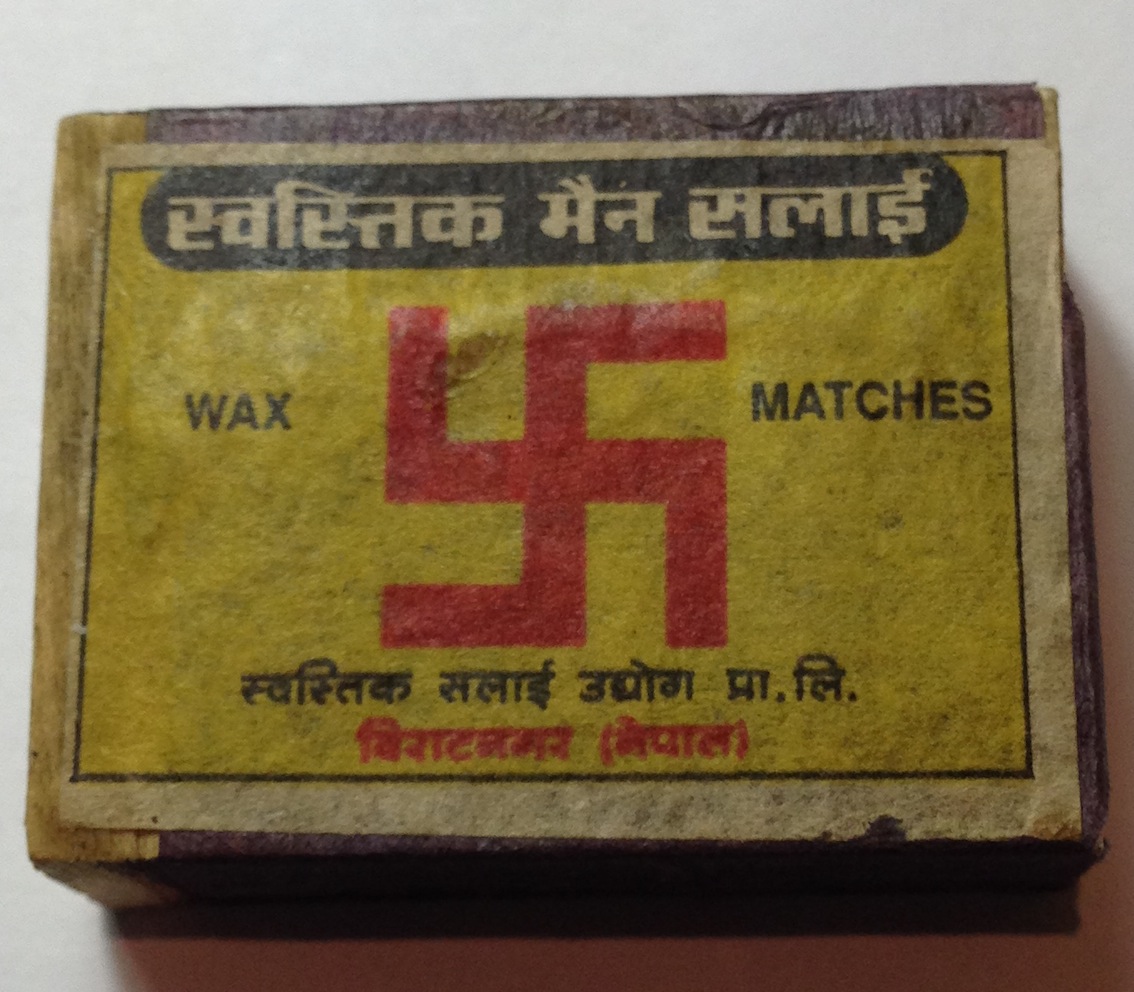 स्वस्तिक मैन सलाई
WAX MATCHES
स्वस्तिक सलाई उद्योग प्रा. लि.
बिराटनगर (नेपाल)